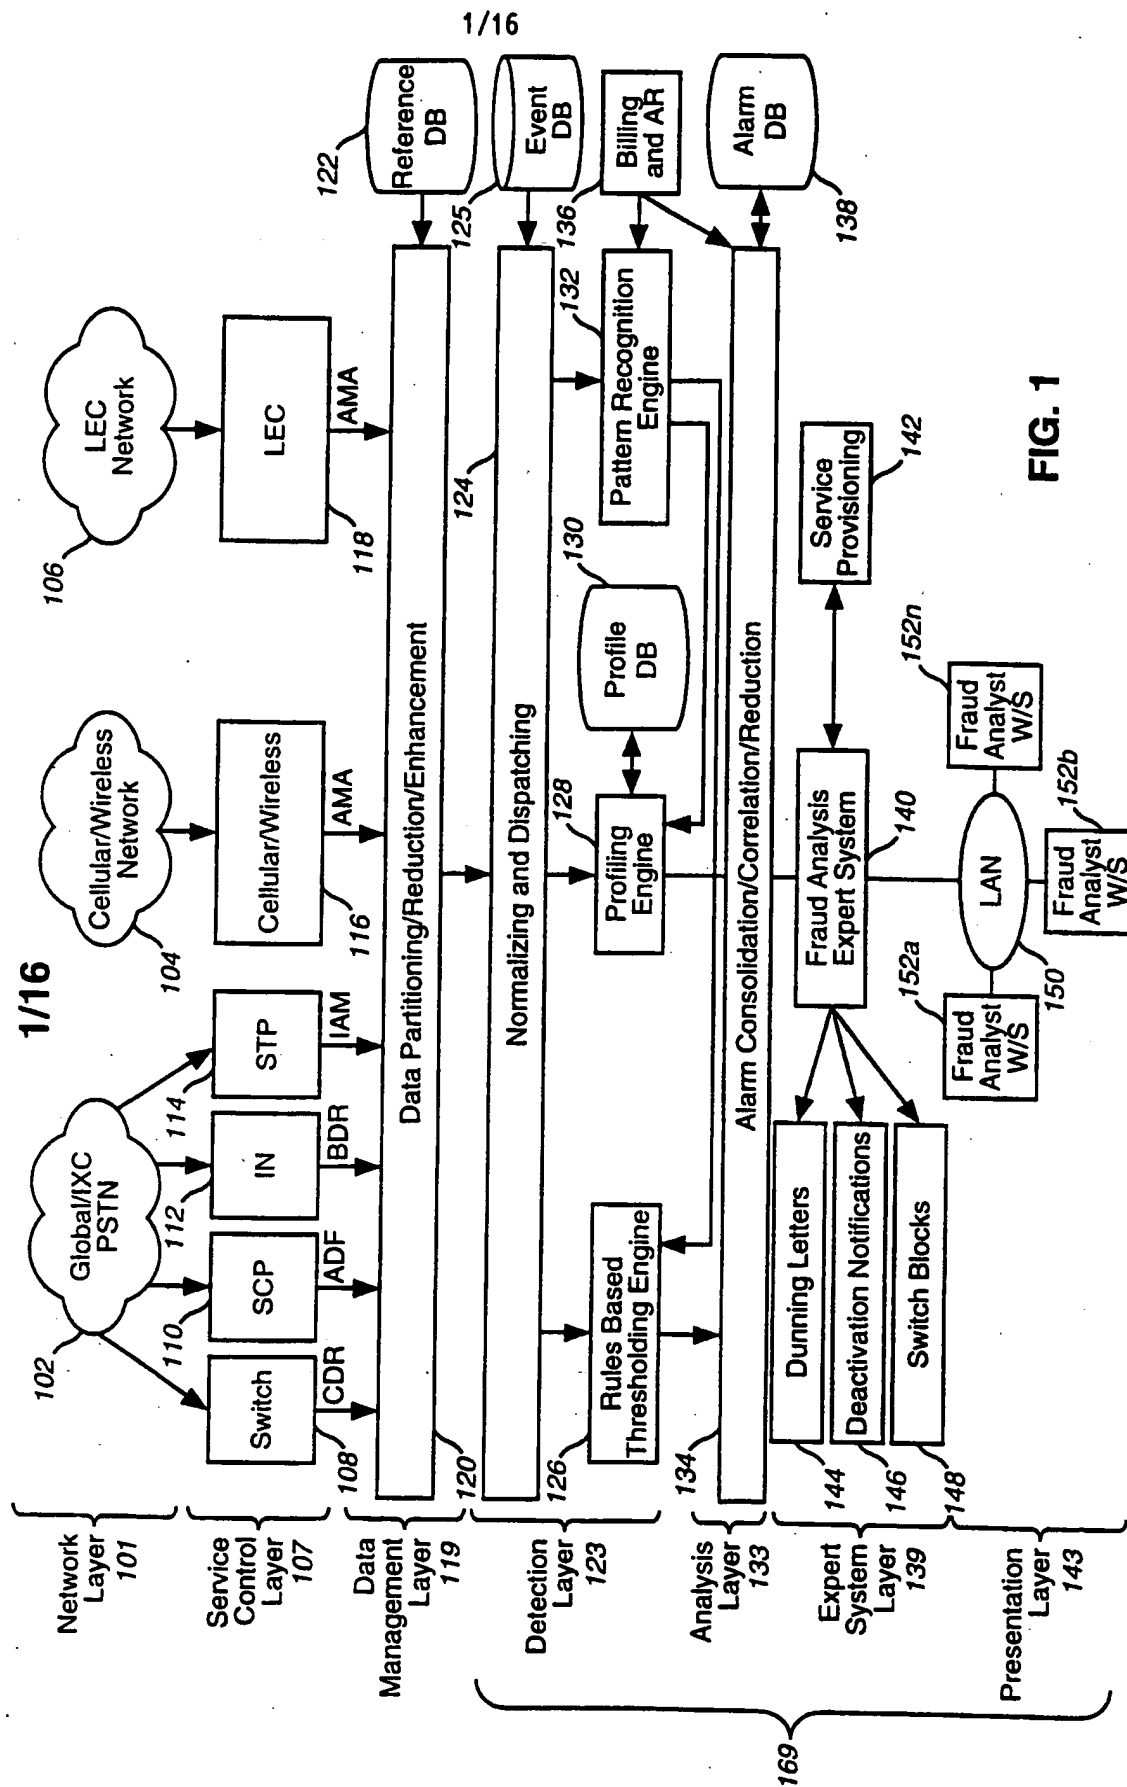 1/16
1/16
Network
Layer
101
Global/IXC
PSTN
102
Cellular/Wireless
Network
104
LEC
Network
106
Service
Control
Layer
107
Switch
108
SCP
110
IN
112
STP
114
Cellular/Wireless
116
LEC
118
CDR
ADF
BDR
IAM
AMA
AMA
Data
Management
Layer 119
Data Partitioning/Reduction/Enhancement
120
Reference
DB
122
Detection
Layer
123
Normalizing and Dispatching
124
Event
DB
125
Rules Based
Thresholding Engine
126
Profiling
Engine
128
Profile
DB
130
Pattern Recognition
Engine
132
Billing
and AR
136
Analysis
Layer 133
Alarm Consolidation/Correlation/Reduction
134
Alarm
DB
138
Expert
System
Layer
139
Dunning Letters
144
Deactivation Notifications
146
Switch Blocks
148
Fraud Analysis
Expert System
140
Service
Provisioning
142
Presentation
Layer
143
Fraud
Analyst
W/S
152a
LAN
150
Fraud
Analyst
W/S
152b
Fraud
Analyst
W/S
152n
169
FIG. 1